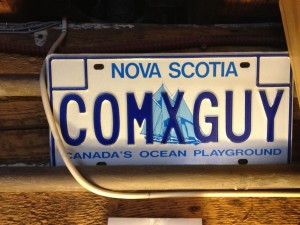 NOVA SCOTIA
COMXGUY
CANADA'S OCEAN PLAYGROUND